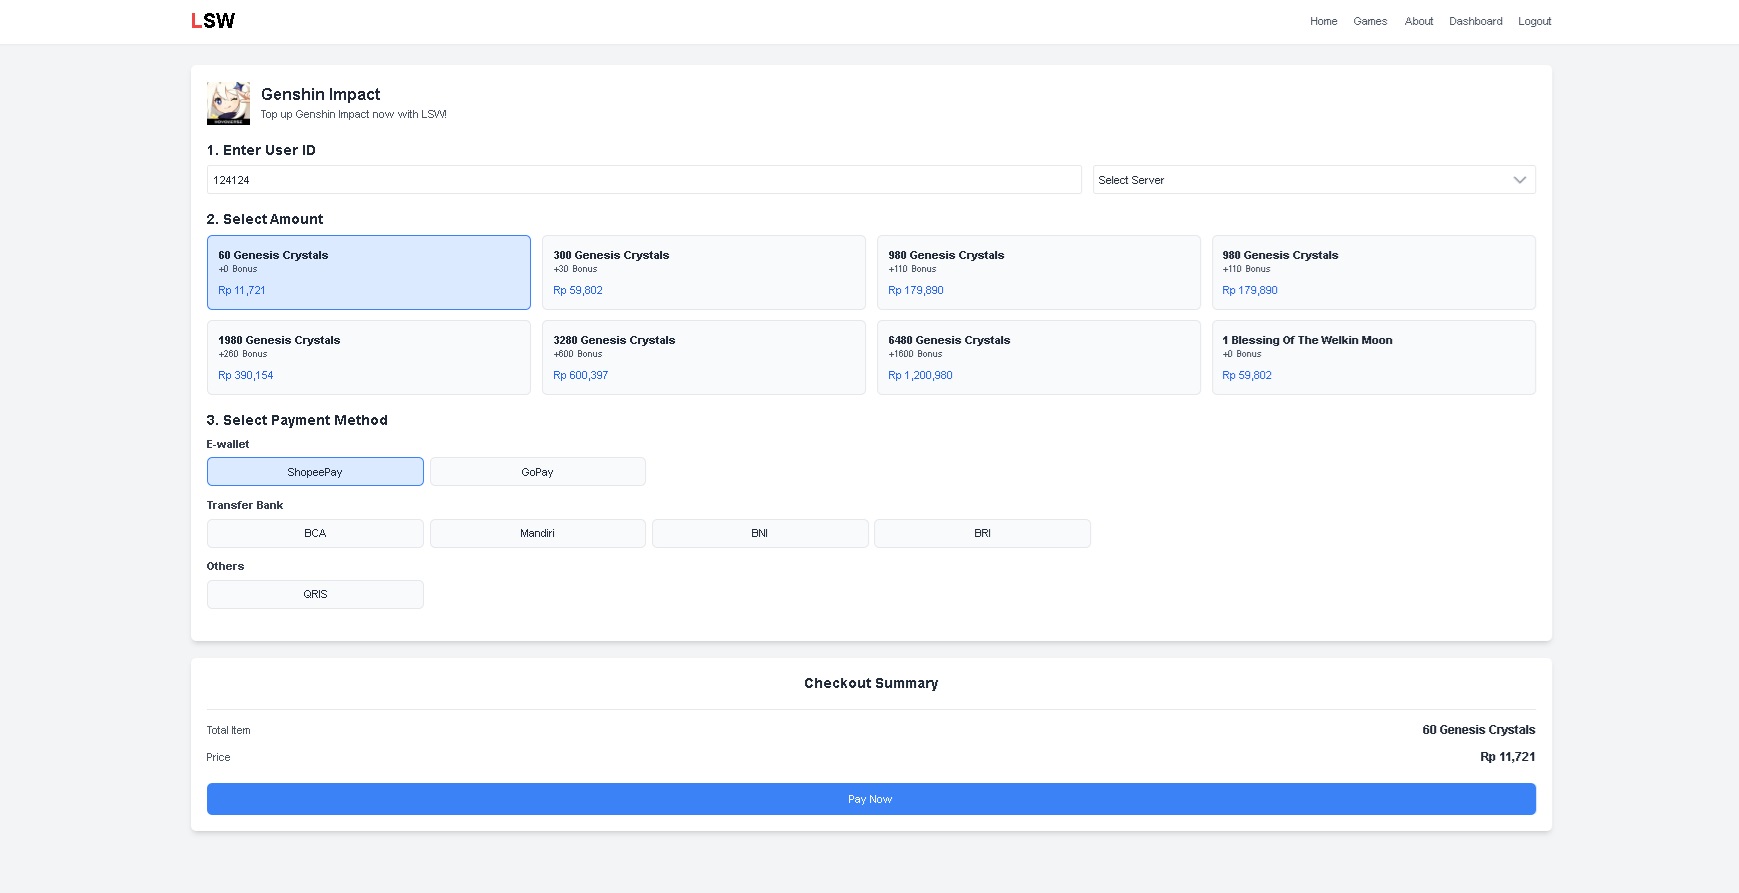 LSW
Home Games About Dashboard Logout
Genshin Impact
Top up Genshin Impact now with LSW!
1. Enter User ID
124124
Select Server
2. Select Amount
60 Genesis Crystals
+0 Bonus
Rp 11,721
300 Genesis Crystals
+30 Bonus
Rp 59,802
980 Genesis Crystals
+110 Bonus
Rp 179,890
980 Genesis Crystals
+110 Bonus
Rp 179,890
1980 Genesis Crystals
+260 Bonus
Rp 390,154
3280 Genesis Crystals
+600 Bonus
Rp 600,397
6480 Genesis Crystals
+1600 Bonus
Rp 1,200,980
1 Blessing Of The Welkin Moon
+0 Bonus
Rp 59,802
3. Select Payment Method
E-wallet
ShopeePay
GoPay
Transfer Bank
BCA
Mandiri
BNI
BRI
Others
QRIS
Checkout Summary
Total Item 60 Genesis Crystals
Price Rp 11,721
Pay Now